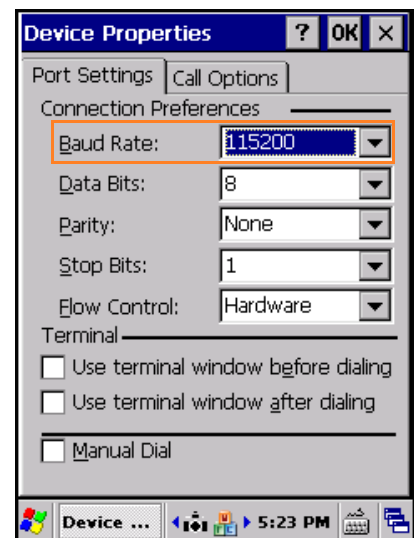 Device Properties ? OK ×
Port Settings Call Options
Connection Preferences
Baud Rate: 115200
Data Bits: 8
Parity: None
Stop Bits: 1
Flow Control: Hardware
Terminal
Use terminal window before dialing
Use terminal window after dialing
Manual Dial
Device ... 5:23 PM